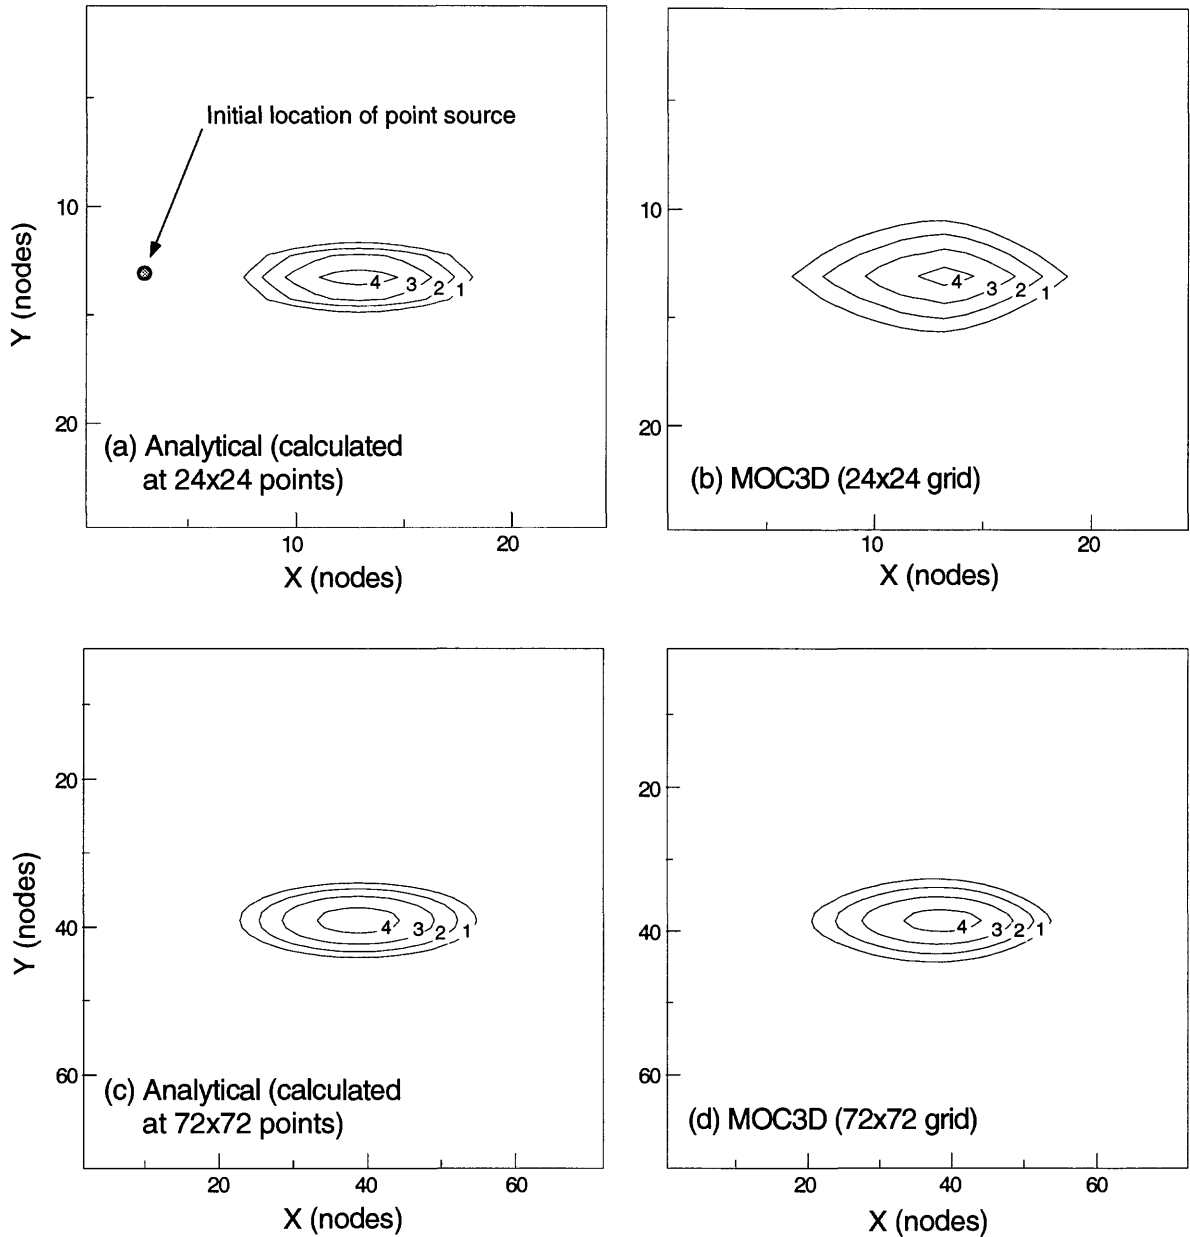 Initial location of point source
10
20
Y (nodes)
4 3 2 1
(a) Analytical (calculated
at 24x24 points)
10 20
X (nodes)
10
20
4 3 2 1
(b) MOC3D (24x24 grid)
10 20
X (nodes)
20
40
60
Y (nodes)
4 3 2 1
(c) Analytical (calculated
at 72x72 points)
20 40 60
X (nodes)
20
40
60
4 3 2 1
(d) MOC3D (72x72 grid)
20 40 60
X (nodes)